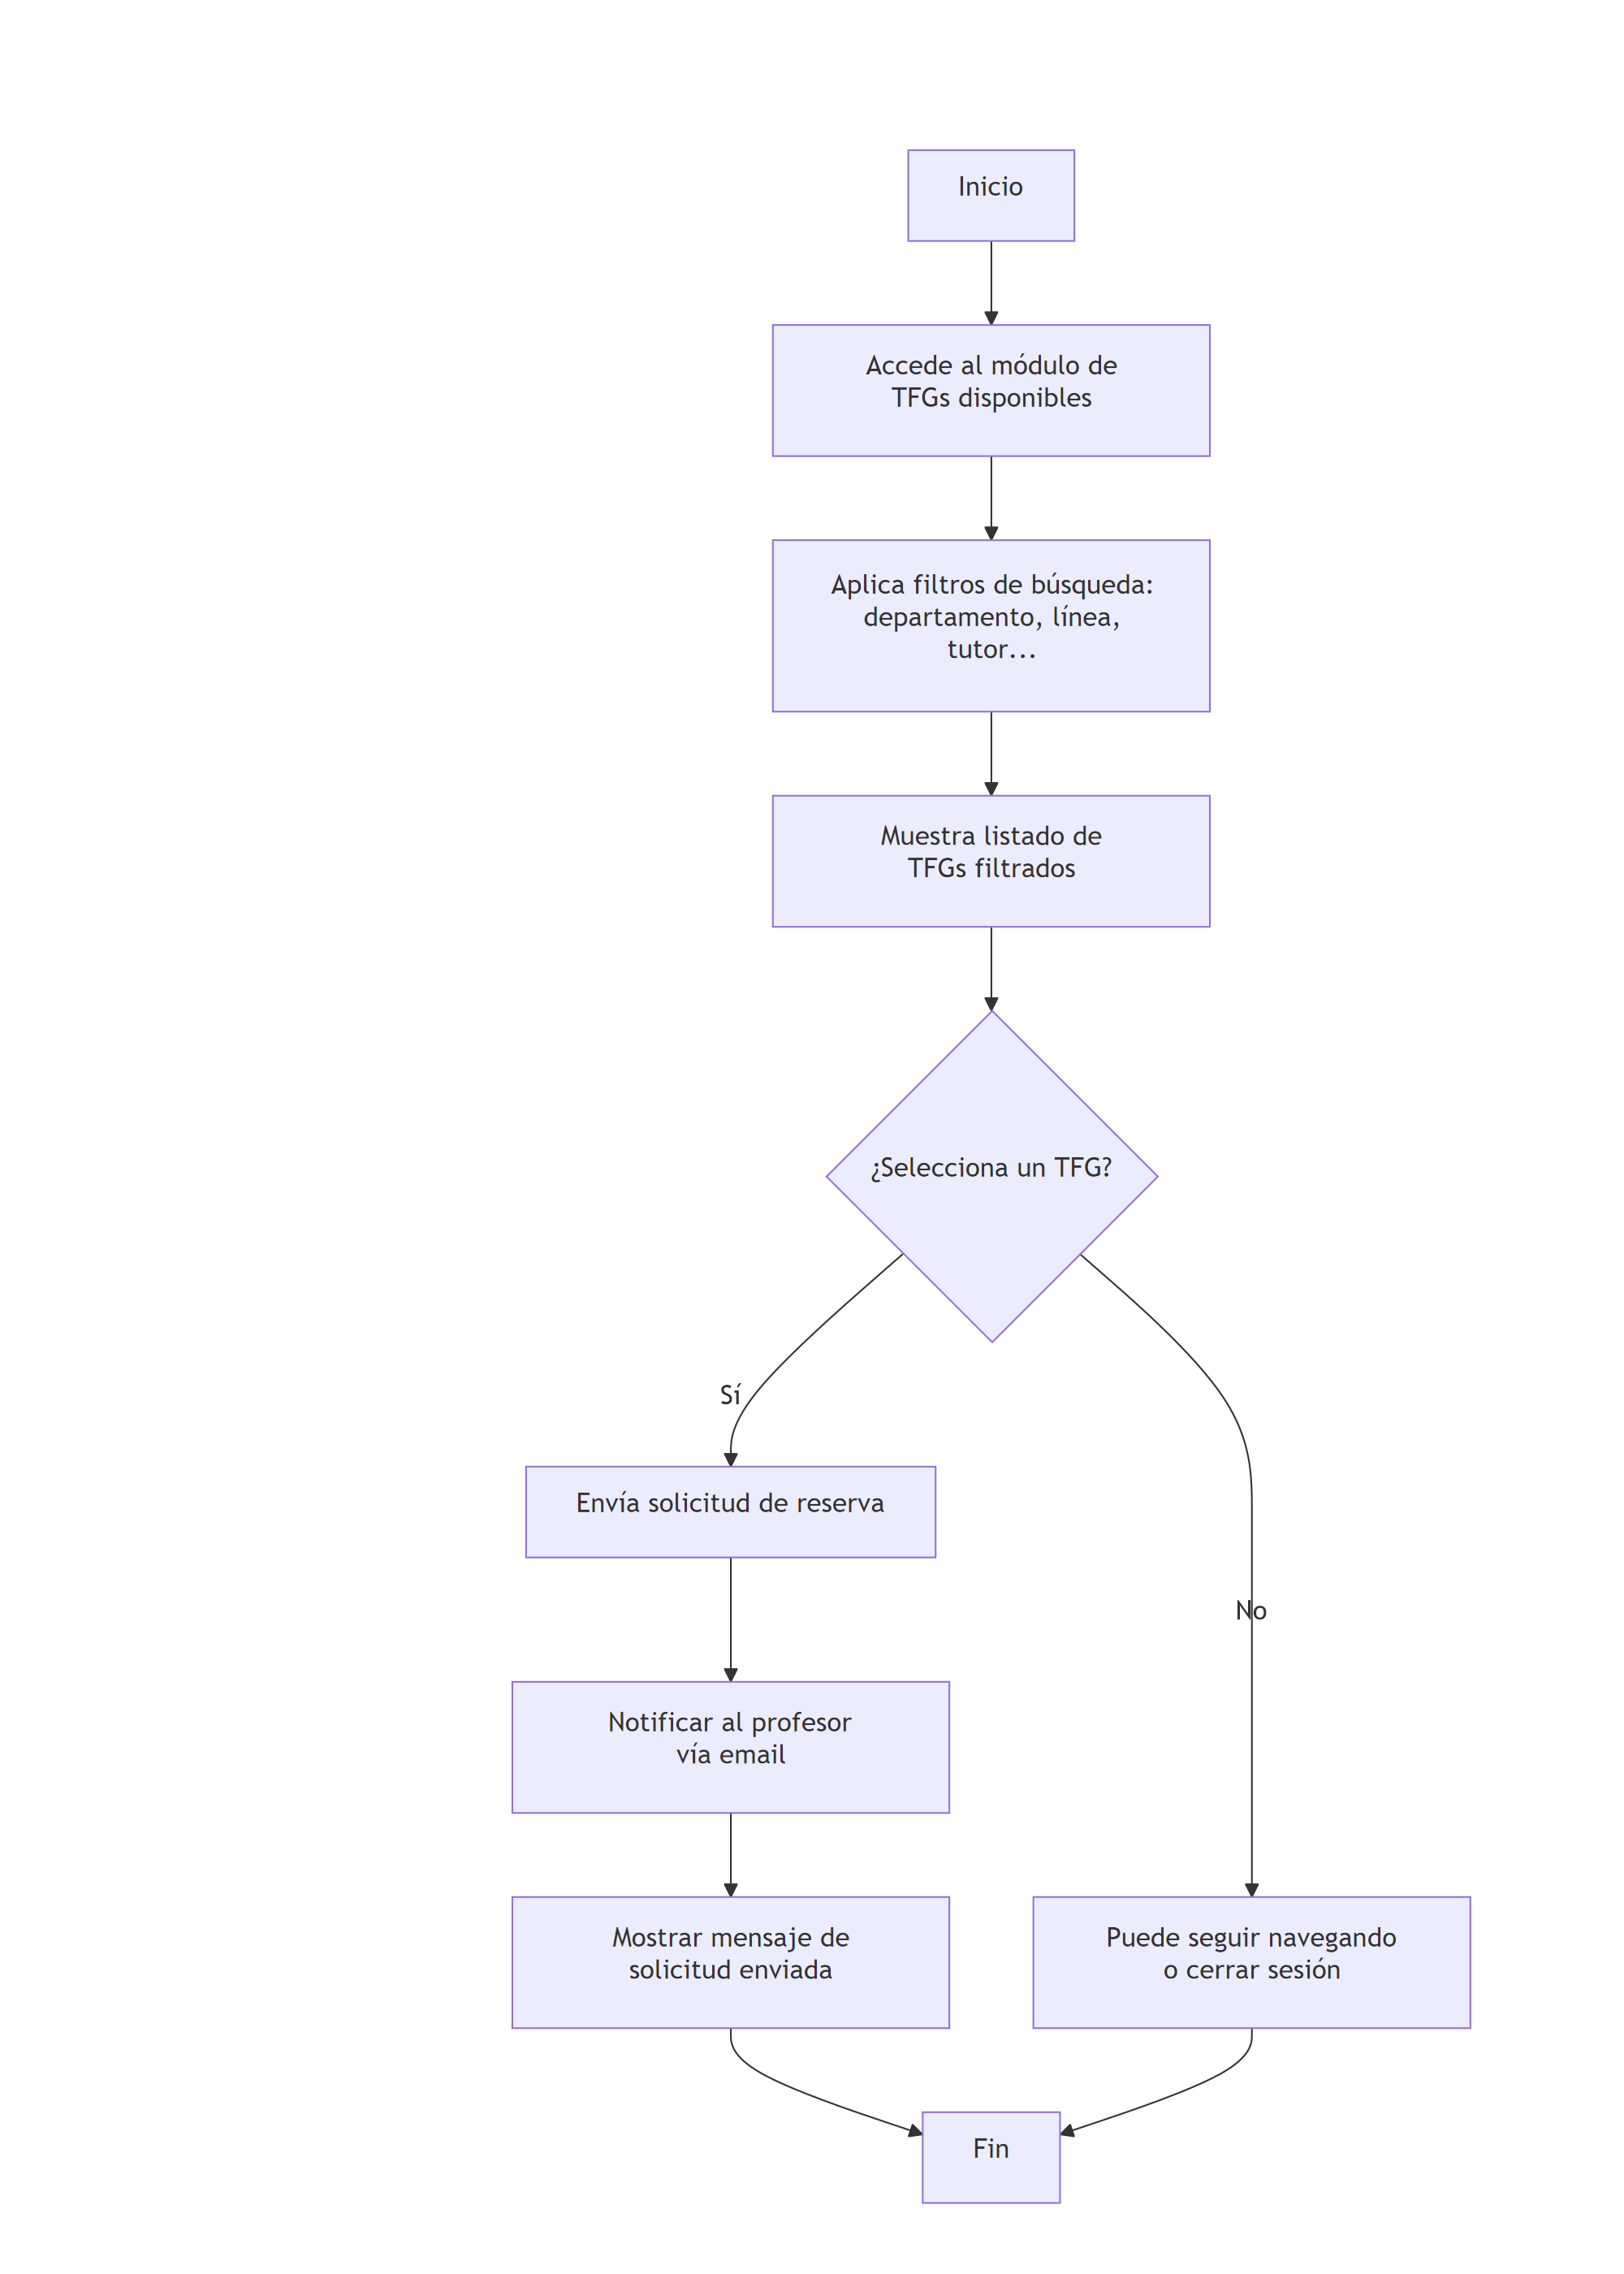 Inicio
Accede al módulo de
TFGs disponibles
Aplica filtros de búsqueda:
departamento, línea,
tutor...
Muestra listado de
TFGs filtrados
¿Selecciona un TFG?
Sí
Envía solicitud de reserva
No
Notificar al profesor
vía email
Mostrar mensaje de
solicitud enviada
Puede seguir navegando
o cerrar sesión
Fin